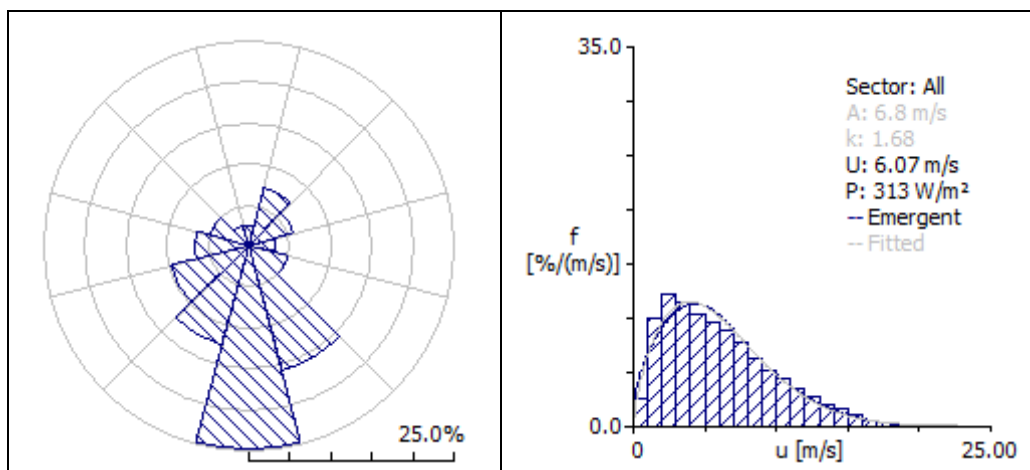 25.0%
35.0
Sector: All
A: 6.8 m/s
k: 1.68
U: 6.07 m/s
P: 313 W/m²
-- Emergent
-- Fitted
f
[%/(m/s)]
0.0
0
u [m/s]
25.00